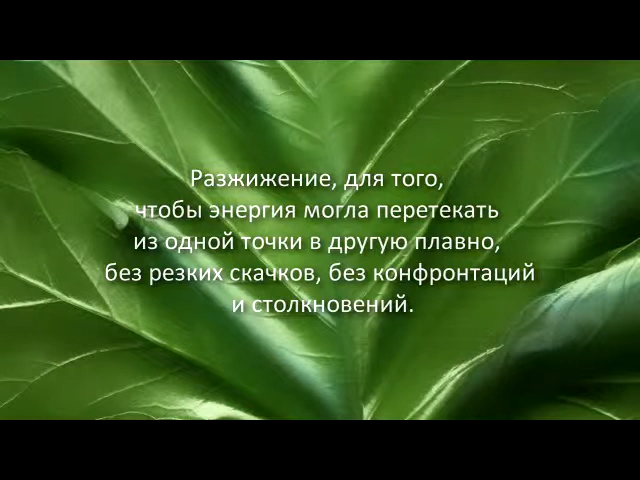 Разжижение, для того,
чтобы энергия могла перетекать
из одной точки в другую плавно,
без резких скачков, без конфронтаций
и столкновений.